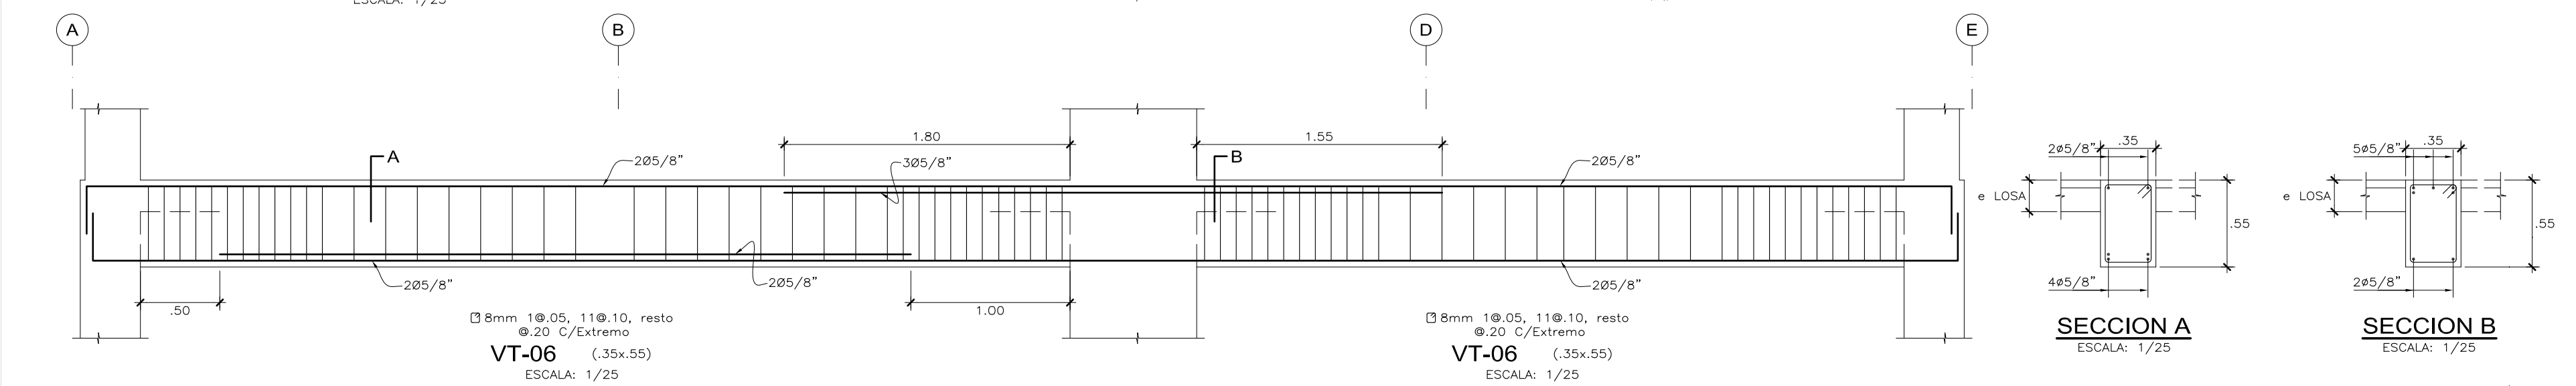 ESCALA: 1/25
A
B
D
E
1.80
1.55
A
2Ø5/8"
3Ø5/8"
B
2Ø5/8"
2ø5/8"
.35
5ø5/8"
.35
e LOSA
e LOSA
.55
.55
2Ø5/8"
2Ø5/8"
2Ø5/8"
4ø5/8"
2ø5/8"
.50
1.00
8mm 1@.05, 11@.10, resto
@.20 C/Extremo
VT-06 (.35x.55)
ESCALA: 1/25
8mm 1@.05, 11@.10, resto
@.20 C/Extremo
VT-06 (.35x.55)
ESCALA: 1/25
SECCION A
ESCALA: 1/25
SECCION B
ESCALA: 1/25